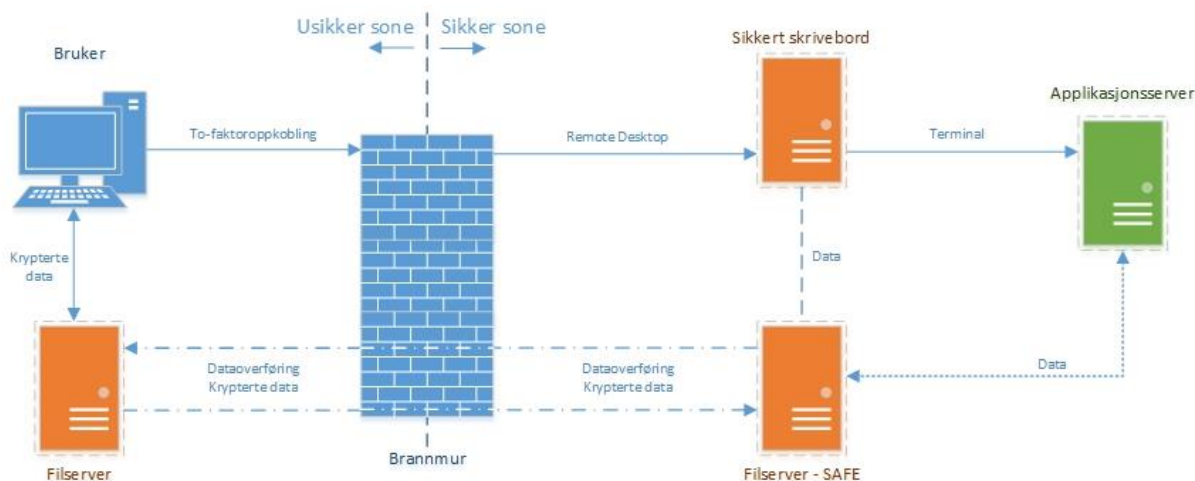 Usikker sone
Sikker sone
Bruker
Sikkert skrivebord
Applikasjonsserver
To-faktoroppkobling
Remote Desktop
Terminal
Krypterte
data
Data
Dataoverføring
Krypterte data
Dataoverføring
Krypterte data
Data
Filserver
Brannmur
Filserver - SAFE